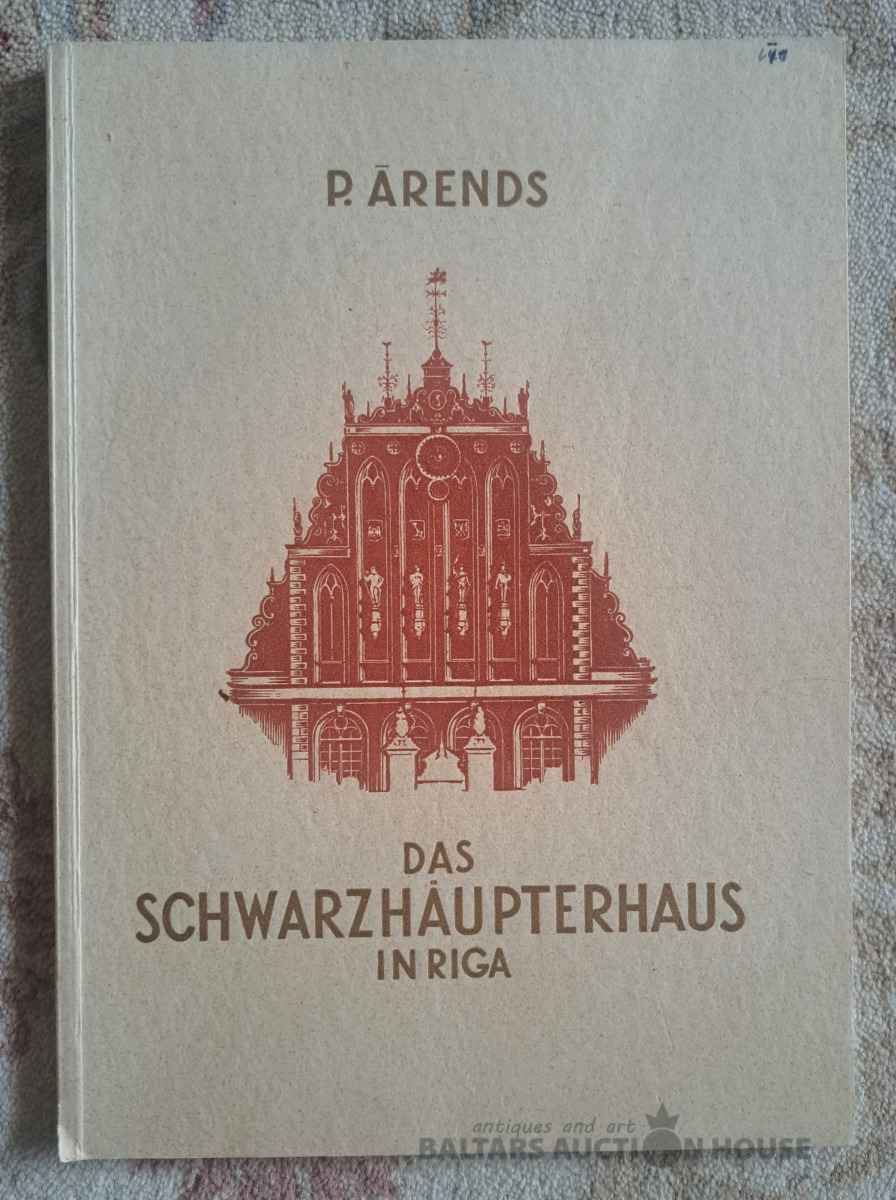 P. ĀRENDS
DAS
SCHWARZHÄUPTERHAUS
IN RIGA
antiques and art
BALTARS AUCTION HOUSE